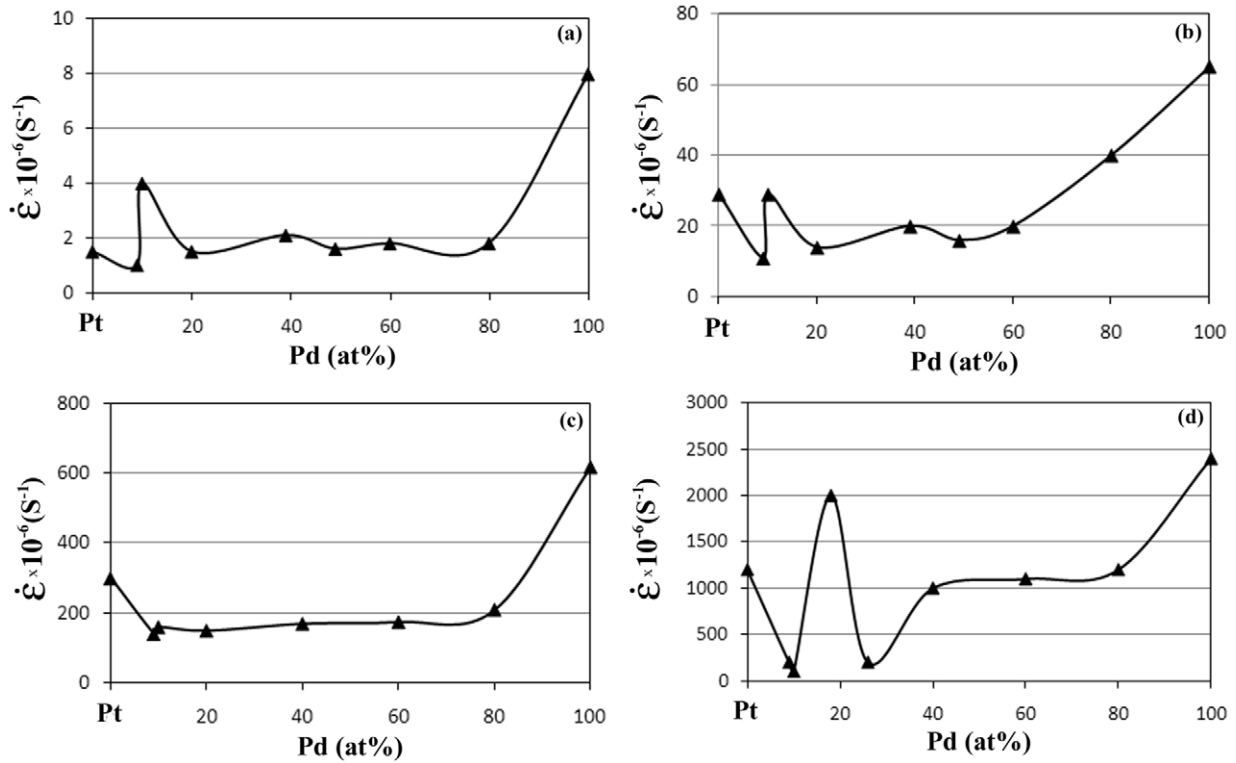 (a)
10
8
6
4
2
0
ε̇ x 10⁻⁶ (S⁻¹)
Pt 20 40 60 80 100
Pd (at%)
(b)
80
60
40
20
0
ε̇ x 10⁻⁶ (S⁻¹)
Pt 20 40 60 80 100
Pd (at%)
(c)
800
600
400
200
0
ε̇ x 10⁻⁶ (S⁻¹)
Pt 20 40 60 80 100
Pd (at%)
(d)
3000
2500
2000
1500
1000
500
0
ε̇ x 10⁻⁶ (S⁻¹)
Pt 20 40 60 80 100
Pd (at%)